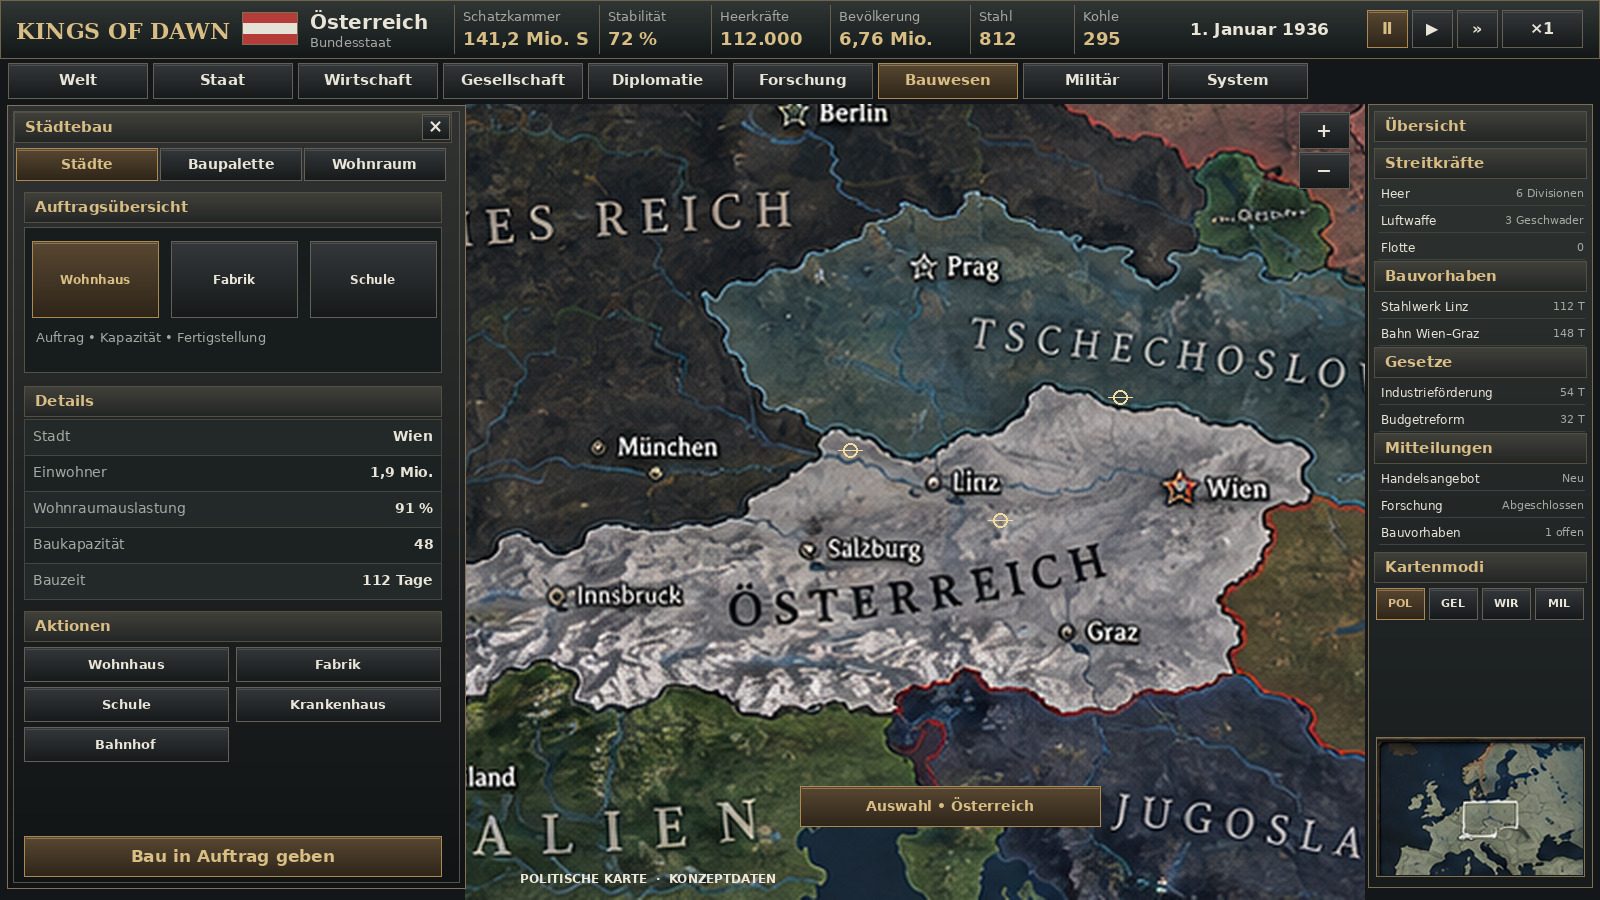 KINGS OF DAWN
Österreich
Bundesstaat
Schatzkammer
141,2 Mio. S
Stabilität
72 %
Heerkräfte
112.000
Bevölkerung
6,76 Mio.
Stahl
812
Kohle
295
1. Januar 1936
II
▶
»
×1
Welt
Staat
Wirtschaft
Gesellschaft
Diplomatie
Forschung
Bauwesen
Militär
System
Städtebau
×
Städte
Baupalette
Wohnraum
Auftragsübersicht
Wohnhaus
Fabrik
Schule
Auftrag • Kapazität • Fertigstellung
Details
Stadt Wien
Einwohner 1,9 Mio.
Wohnraumauslastung 91 %
Baukapazität 48
Bauzeit 112 Tage
Aktionen
Wohnhaus
Fabrik
Schule
Krankenhaus
Bahnhof
Bau in Auftrag geben
Berlin
IES REICH
Prag
TSCHECHOSLO
München
Linz
Wien
Salzburg
ÖSTERREICH
Innsbruck
Graz
land
ALIEN
JUGOSLA
+
−
Auswahl • Österreich
POLITISCHE KARTE · KONZEPTDATEN
Übersicht
Streitkräfte
Heer 6 Divisionen
Luftwaffe 3 Geschwader
Flotte 0
Bauvorhaben
Stahlwerk Linz 112 T
Bahn Wien–Graz 148 T
Gesetze
Industrieförderung 54 T
Budgetreform 32 T
Mitteilungen
Handelsangebot Neu
Forschung Abgeschlossen
Bauvorhaben 1 offen
Kartenmodi
POL
GEL
WIR
MIL